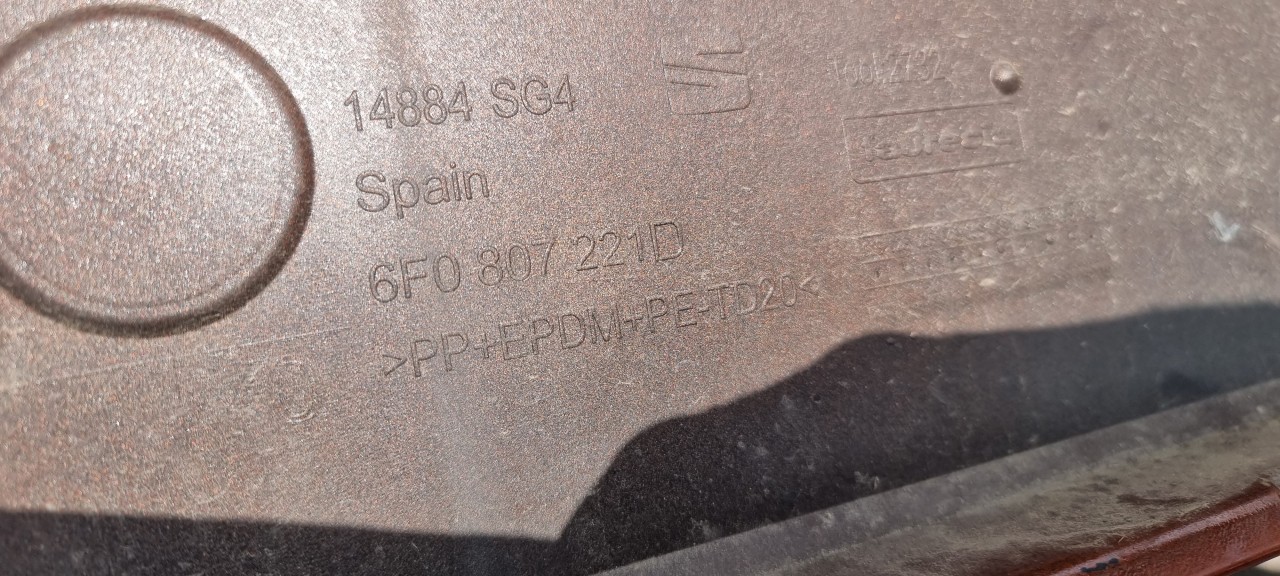 14884 SG4
Spain
6F0 807 221D
>PP+EPDM+PE-TD20<